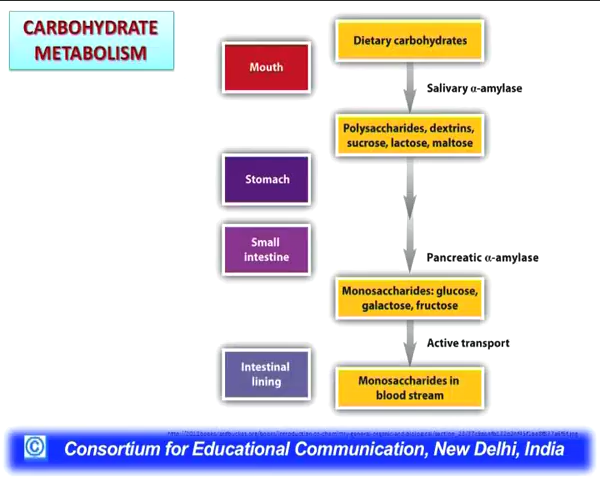 CARBOHYDRATE
METABOLISM
Dietary carbohydrates
Mouth
Salivary α-amylase
Polysaccharides, dextrins,
sucrose, lactose, maltose
Stomach
Small
intestine
Pancreatic α-amylase
Monosaccharides: glucose,
galactose, fructose
Active transport
Intestinal
lining
Monosaccharides in
blood stream
©
Consortium for Educational Communication, New Delhi, India